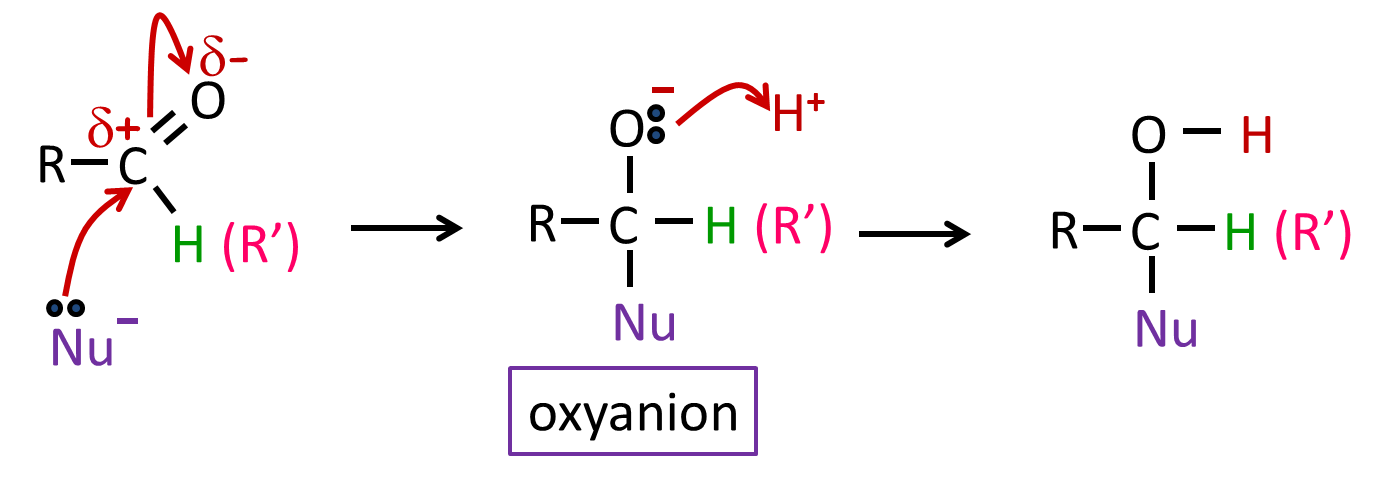 δ−
O
δ+
R−C
H (R’)
Nu−
O− H+
R−C−H (R’)
Nu
oxyanion
O−H
R−C−H (R’)
Nu